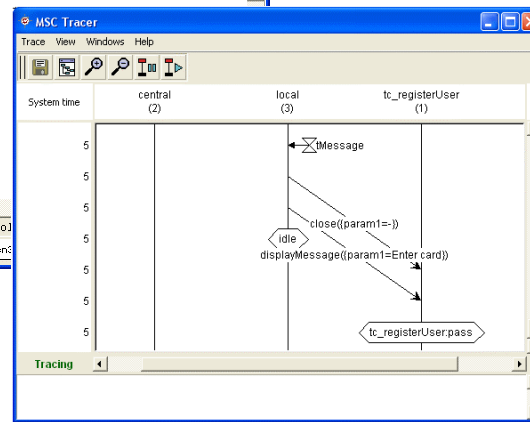 MSC Tracer
Trace View Windows Help
System time
central
(2)
local
(3)
tc_registerUser
(1)
5
tMessage
5
5
close({param1=-})
5
idle
displayMessage({param1=Enter card})
5
5
5
tc_registerUser:pass
Tracing